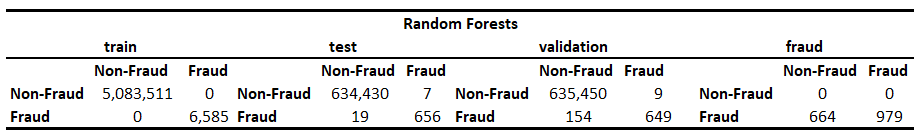 Random Forests
train test validation fraud
Non-Fraud Fraud Non-Fraud Fraud Non-Fraud Fraud Non-Fraud Fraud
Non-Fraud 5,083,511 0 Non-Fraud 634,430 7 Non-Fraud 635,450 9 Non-Fraud 0 0
Fraud 0 6,585 Fraud 19 656 Fraud 154 649 Fraud 664 979